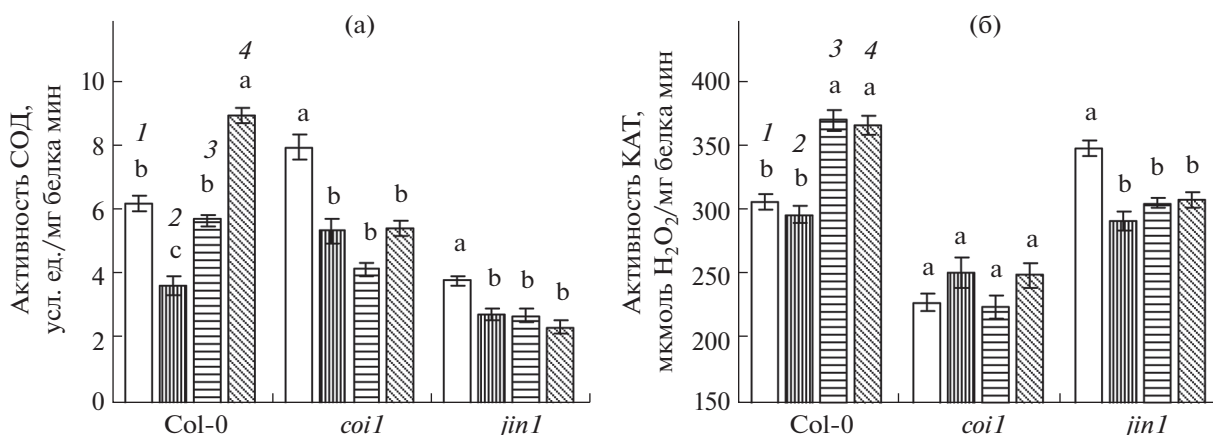 (а)
Активность СОД,
усл. ед./мг белка мин
10
8
6
4
2
0
1
b
2
c
3
b
4
a
a
b
b
b
a
b
b
b
Col-0
coi1
jin1
(б)
Активность КАТ,
мкмоль H₂O₂/мг белка мин
400
350
300
250
200
150
1
b
2
b
3
a
4
a
a
a
a
a
a
b
b
b
Col-0
coi1
jin1